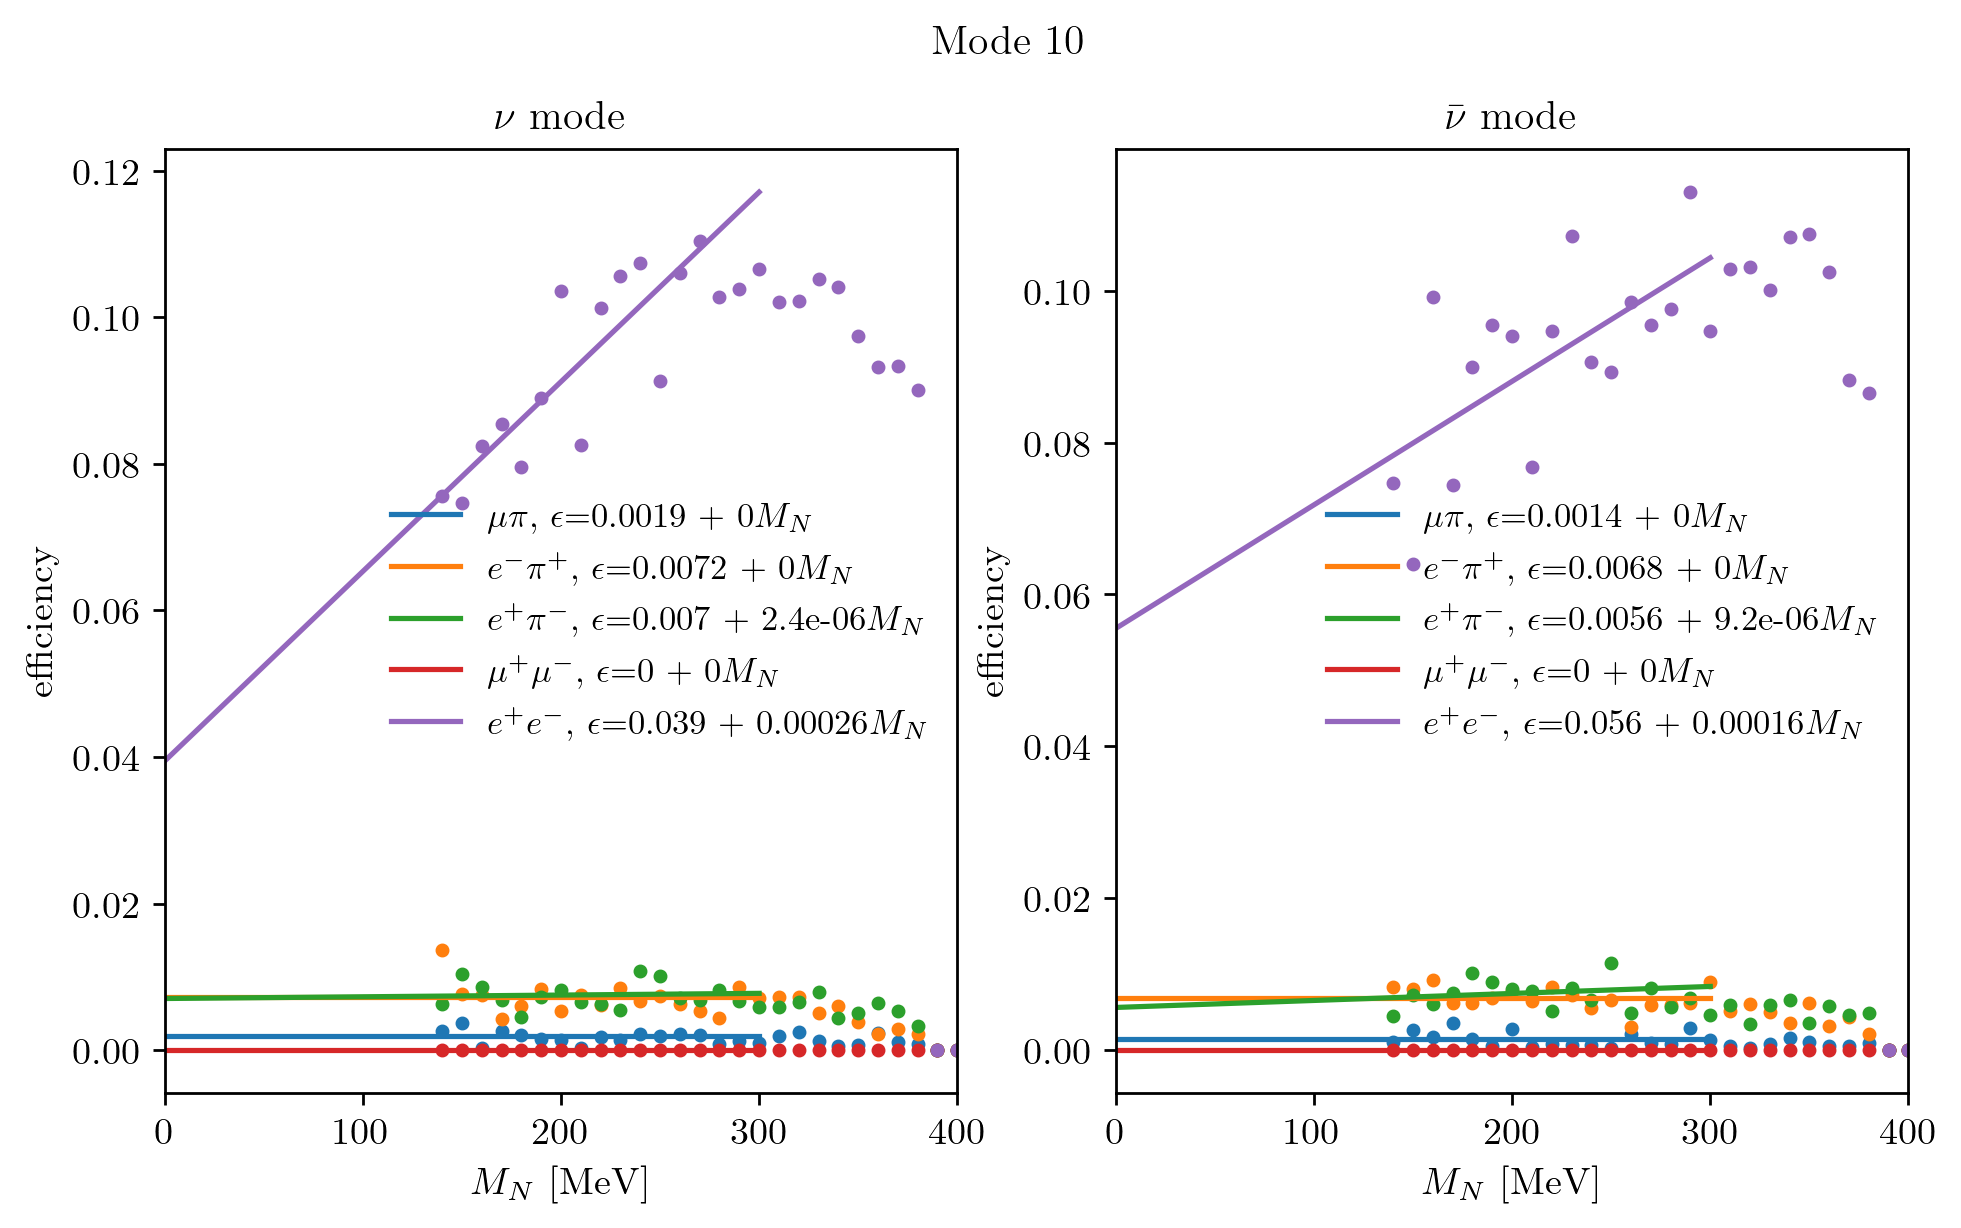 Mode 10
ν mode
0.12
0.10
0.08
0.06
0.04
0.02
0.00
efficiency
μπ, ϵ=0.0019 + 0M_N
e⁻π⁺, ϵ=0.0072 + 0M_N
e⁺π⁻, ϵ=0.007 + 2.4e-06M_N
μ⁺μ⁻, ϵ=0 + 0M_N
e⁺e⁻, ϵ=0.039 + 0.00026M_N
0 100 200 300 400
M_N [MeV]
ν̄ mode
0.10
0.08
0.06
0.04
0.02
0.00
efficiency
μπ, ϵ=0.0014 + 0M_N
e⁻π⁺, ϵ=0.0068 + 0M_N
e⁺π⁻, ϵ=0.0056 + 9.2e-06M_N
μ⁺μ⁻, ϵ=0 + 0M_N
e⁺e⁻, ϵ=0.056 + 0.00016M_N
0 100 200 300 400
M_N [MeV]